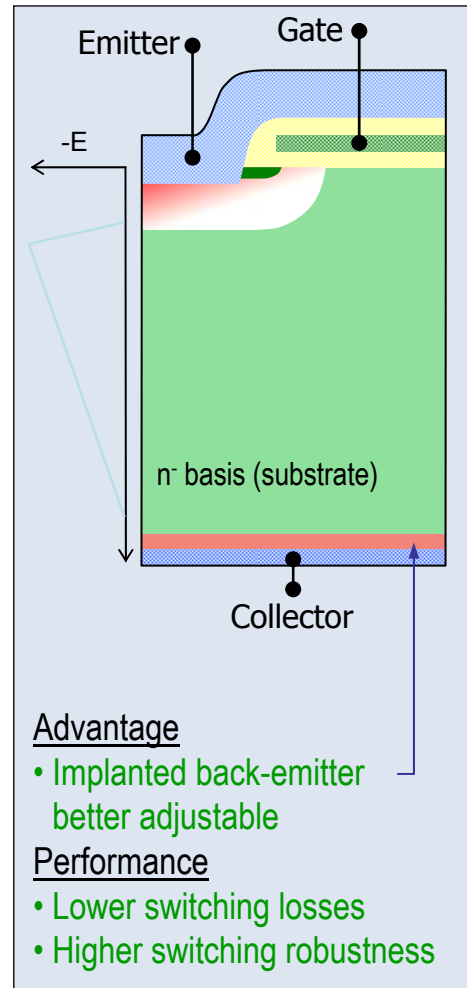 Emitter
Gate
-E
n⁻ basis (substrate)
Collector
Advantage
• Implanted back-emitter
better adjustable
Performance
• Lower switching losses
• Higher switching robustness